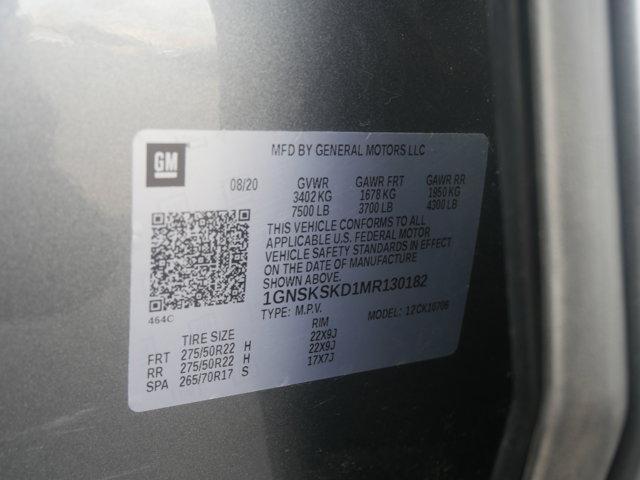 GM
MFD BY GENERAL MOTORS LLC
08/20 GVWR GAWR FRT GAWR RR
3402 KG 1678 KG 1950 KG
7500 LB 3700 LB 4300 LB
THIS VEHICLE CONFORMS TO ALL
APPLICABLE U.S. FEDERAL MOTOR
VEHICLE SAFETY STANDARDS IN EFFECT
ON THE DATE OF MANUFACTURE
SHOWN ABOVE.
1GNSKSKD1MR130182
464C TYPE: M.P.V. MODEL: 12CK10706
TIRE SIZE RIM
FRT 275/50R22 H 22X9J
RR 275/50R22 H 22X9J
SPA 265/70R17 S 17X7J